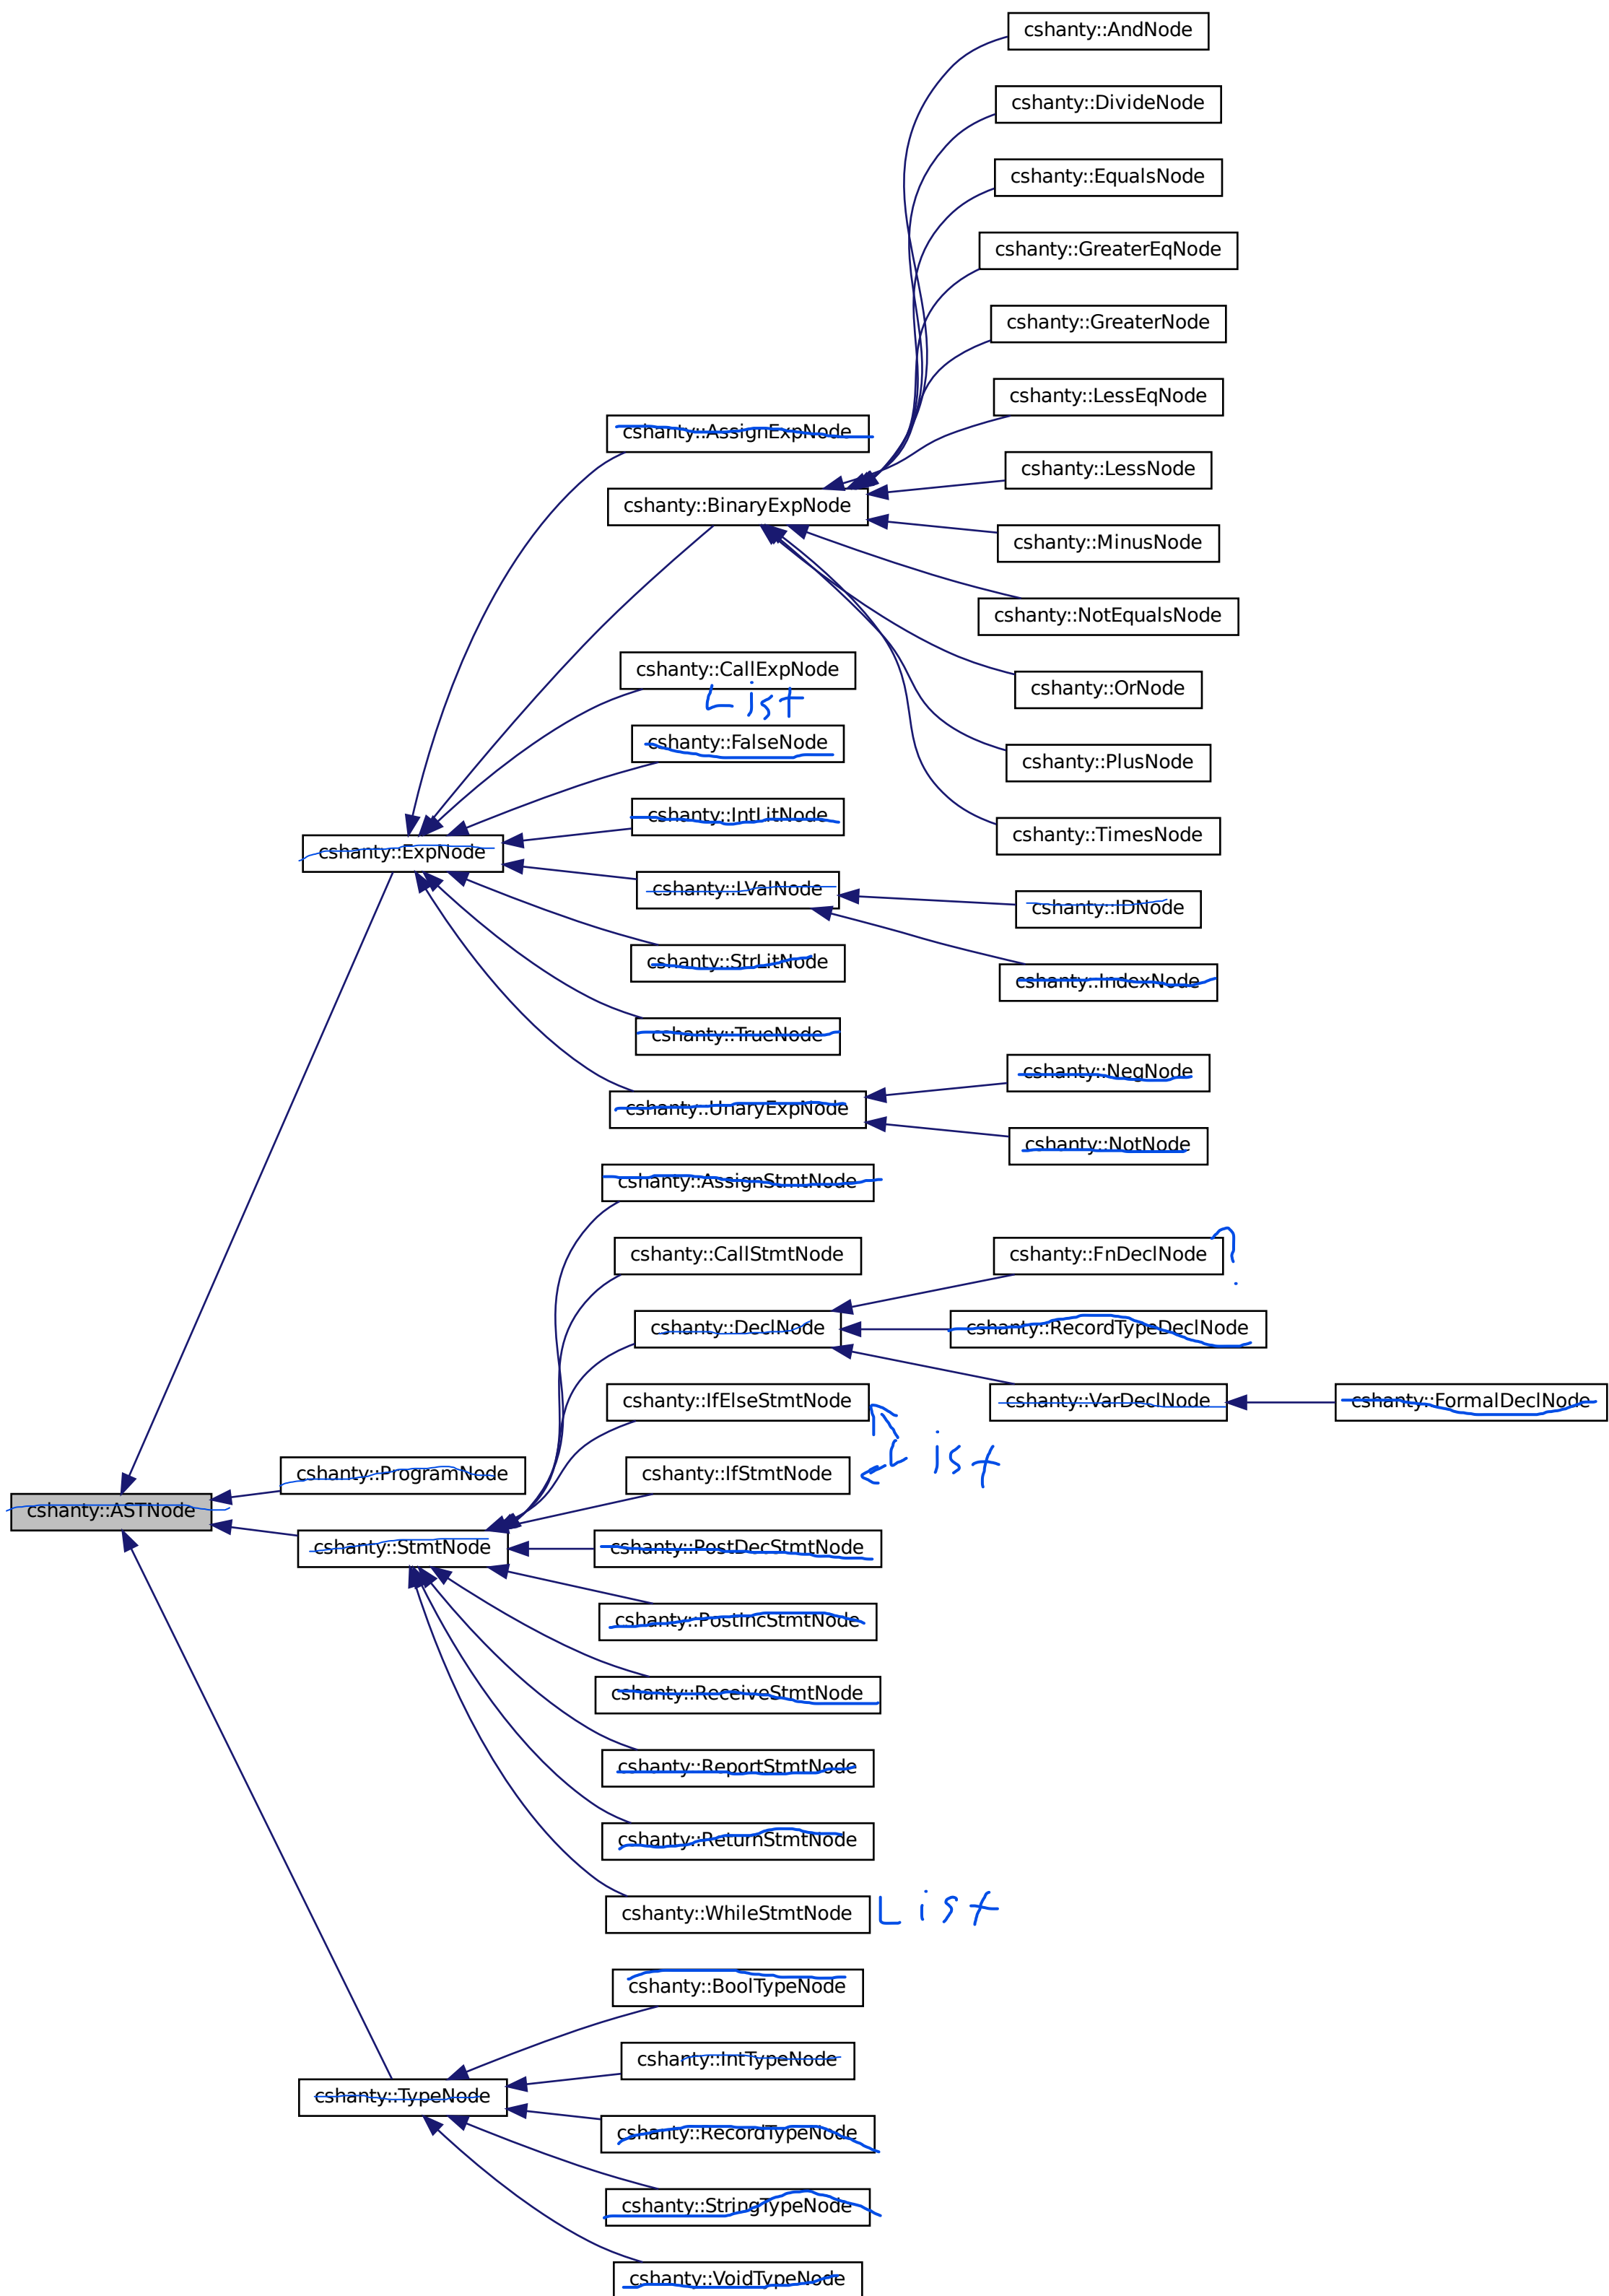 cshanty::AndNode
cshanty::DivideNode
cshanty::EqualsNode
cshanty::GreaterEqNode
cshanty::GreaterNode
cshanty::LessEqNode
cshanty::AssignExpNode
cshanty::LessNode
cshanty::BinaryExpNode
cshanty::MinusNode
cshanty::NotEqualsNode
cshanty::CallExpNode
cshanty::OrNode
List
cshanty::FalseNode
cshanty::PlusNode
cshanty::IntLitNode
cshanty::TimesNode
cshanty::ExpNode
cshanty::LValNode
cshanty::IDNode
cshanty::StrLitNode
cshanty::IndexNode
cshanty::TrueNode
cshanty::NegNode
cshanty::UnaryExpNode
cshanty::NotNode
cshanty::AssignStmtNode
cshanty::CallStmtNode
cshanty::FnDeclNode ?
cshanty::DeclNode
cshanty::RecordTypeDeclNode
cshanty::IfElseStmtNode
cshanty::VarDeclNode
cshanty::FormalDeclNode
List
cshanty::ProgramNode
cshanty::IfStmtNode
cshanty::ASTNode
cshanty::StmtNode
cshanty::PostDecStmtNode
cshanty::PostIncStmtNode
cshanty::ReceiveStmtNode
cshanty::ReportStmtNode
cshanty::ReturnStmtNode
cshanty::WhileStmtNode List
cshanty::BoolTypeNode
cshanty::IntTypeNode
cshanty::TypeNode
cshanty::RecordTypeNode
cshanty::StringTypeNode
cshanty::VoidTypeNode